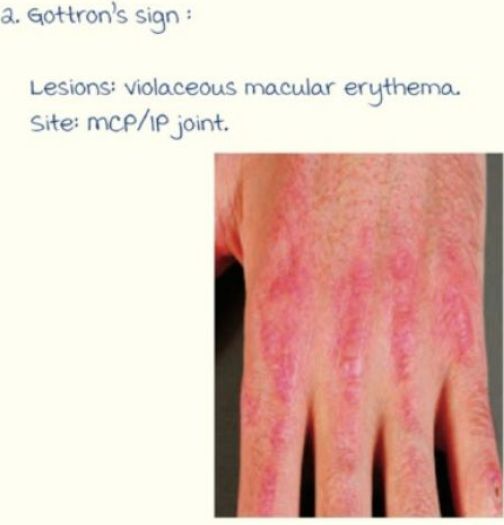 2. Gottron's sign :
Lesions: violaceous macular erythema.
Site: MCP/IP joint.